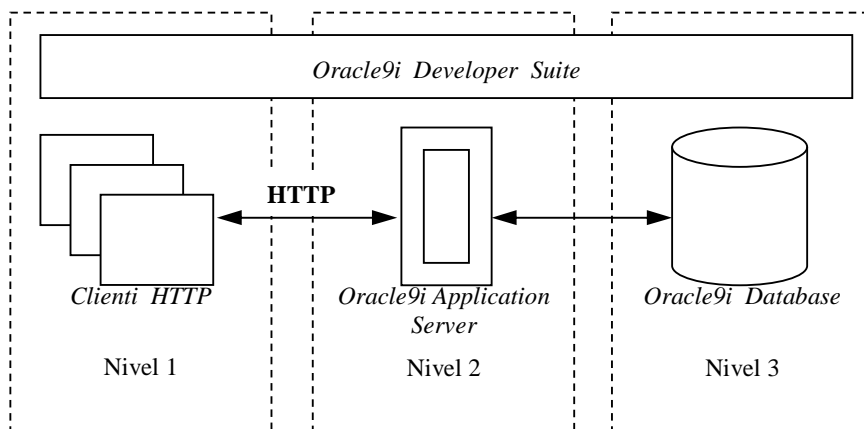 Oracle9i Developer Suite
HTTP
Clienti HTTP
Oracle9i Application
Server
Oracle9i Database
Nivel 1
Nivel 2
Nivel 3